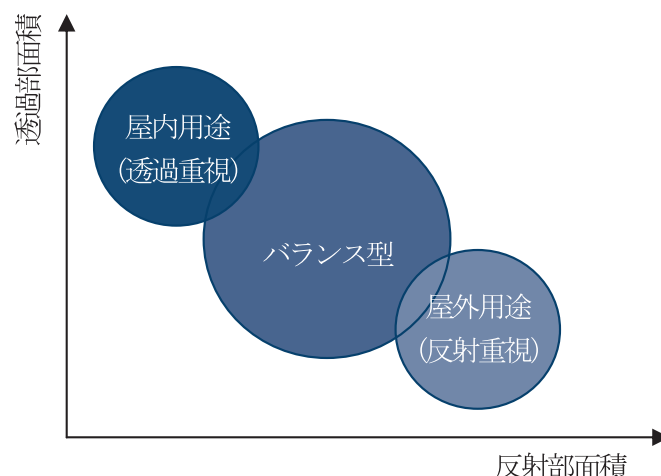 透過部面積
屋内用途
(透過重視)
バランス型
屋外用途
(反射重視)
反射部面積